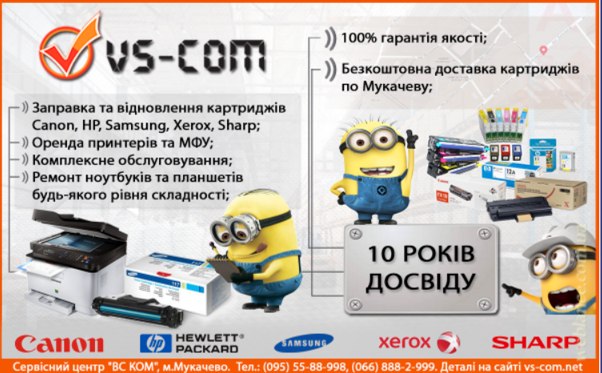 vs-com
100% гарантія якості;
Безкоштовна доставка картриджів
по Мукачеву;
Заправка та відновлення картриджів
Canon, HP, Samsung, Xerox, Sharp;
Оренда принтерів та МФУ;
Комплексне обслуговування;
Ремонт ноутбуків та планшетів
будь-якого рівня складності;
10 РОКІВ
ДОСВІДУ
Canon
hp
HEWLETT
PACKARD
SAMSUNG
xerox
SHARP
Сервісний центр "ВС КОМ", м.Мукачево. Тел.: (095) 55-88-998, (066) 888-2-999. Деталі на сайті vs-com.net